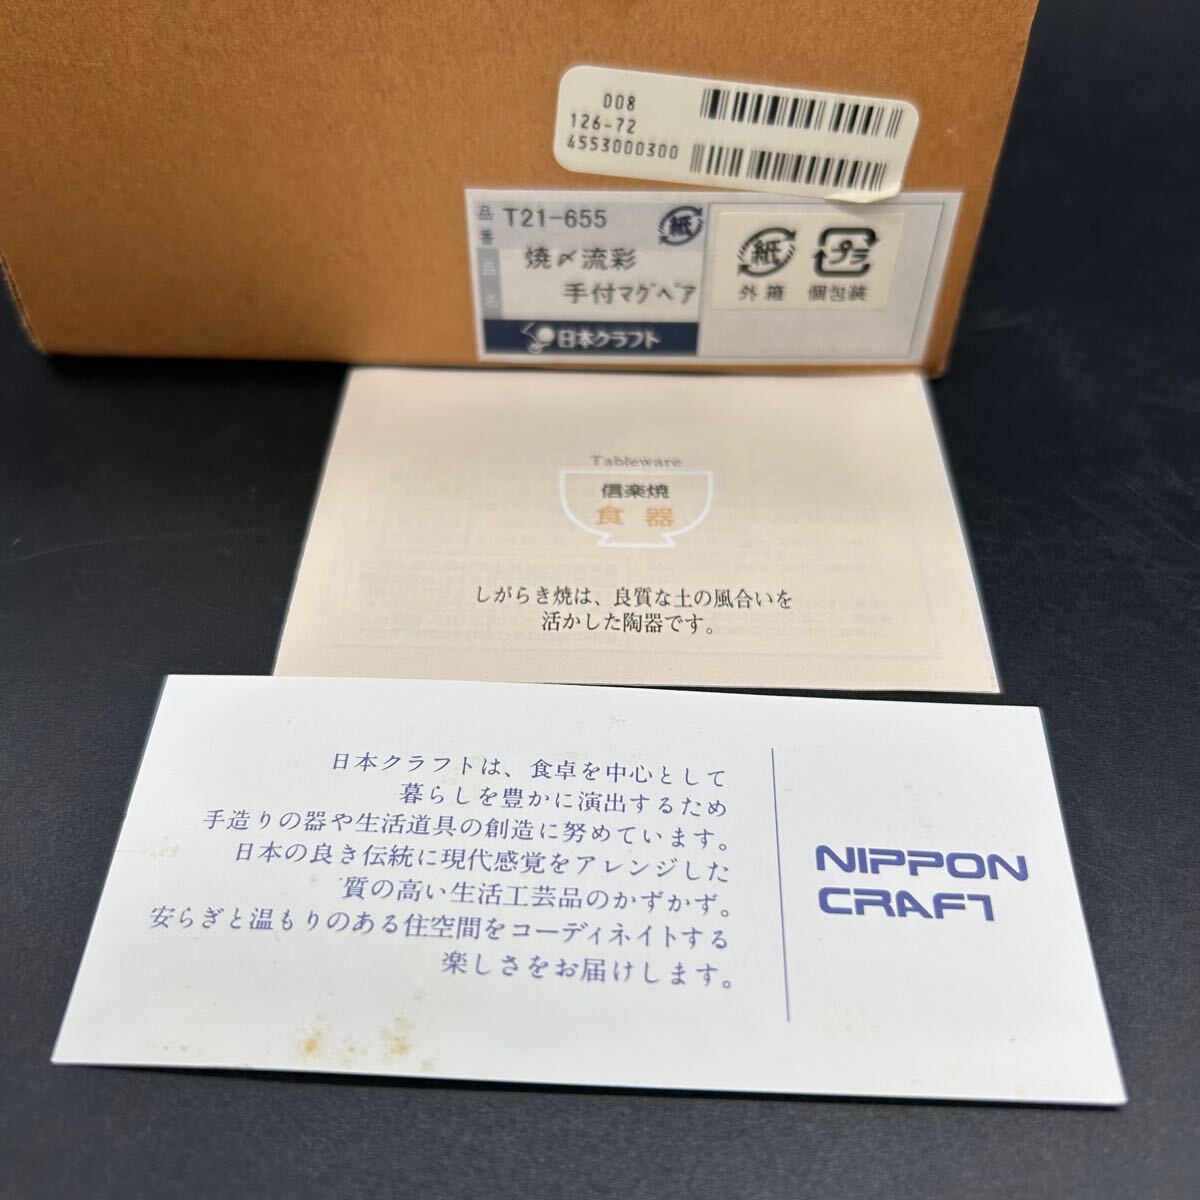 D08
126-72
4553000300
品番 T21-655
紙
品名 焼〆流彩
手付マグペア
日本クラフト
紙 プラ
外箱 個包装
Tableware
信楽焼
食器
しがらき焼は、良質な土の風合いを
活かした陶器です。
日本クラフトは、食卓を中心として
暮らしを豊かに演出するため
手造りの器や生活道具の創造に努めています。
日本の良き伝統に現代感覚をアレンジした
質の高い生活工芸品のかずかず。
安らぎと温もりのある住空間をコーディネイトする
楽しさをお届けします。
NIPPON
CRAFT